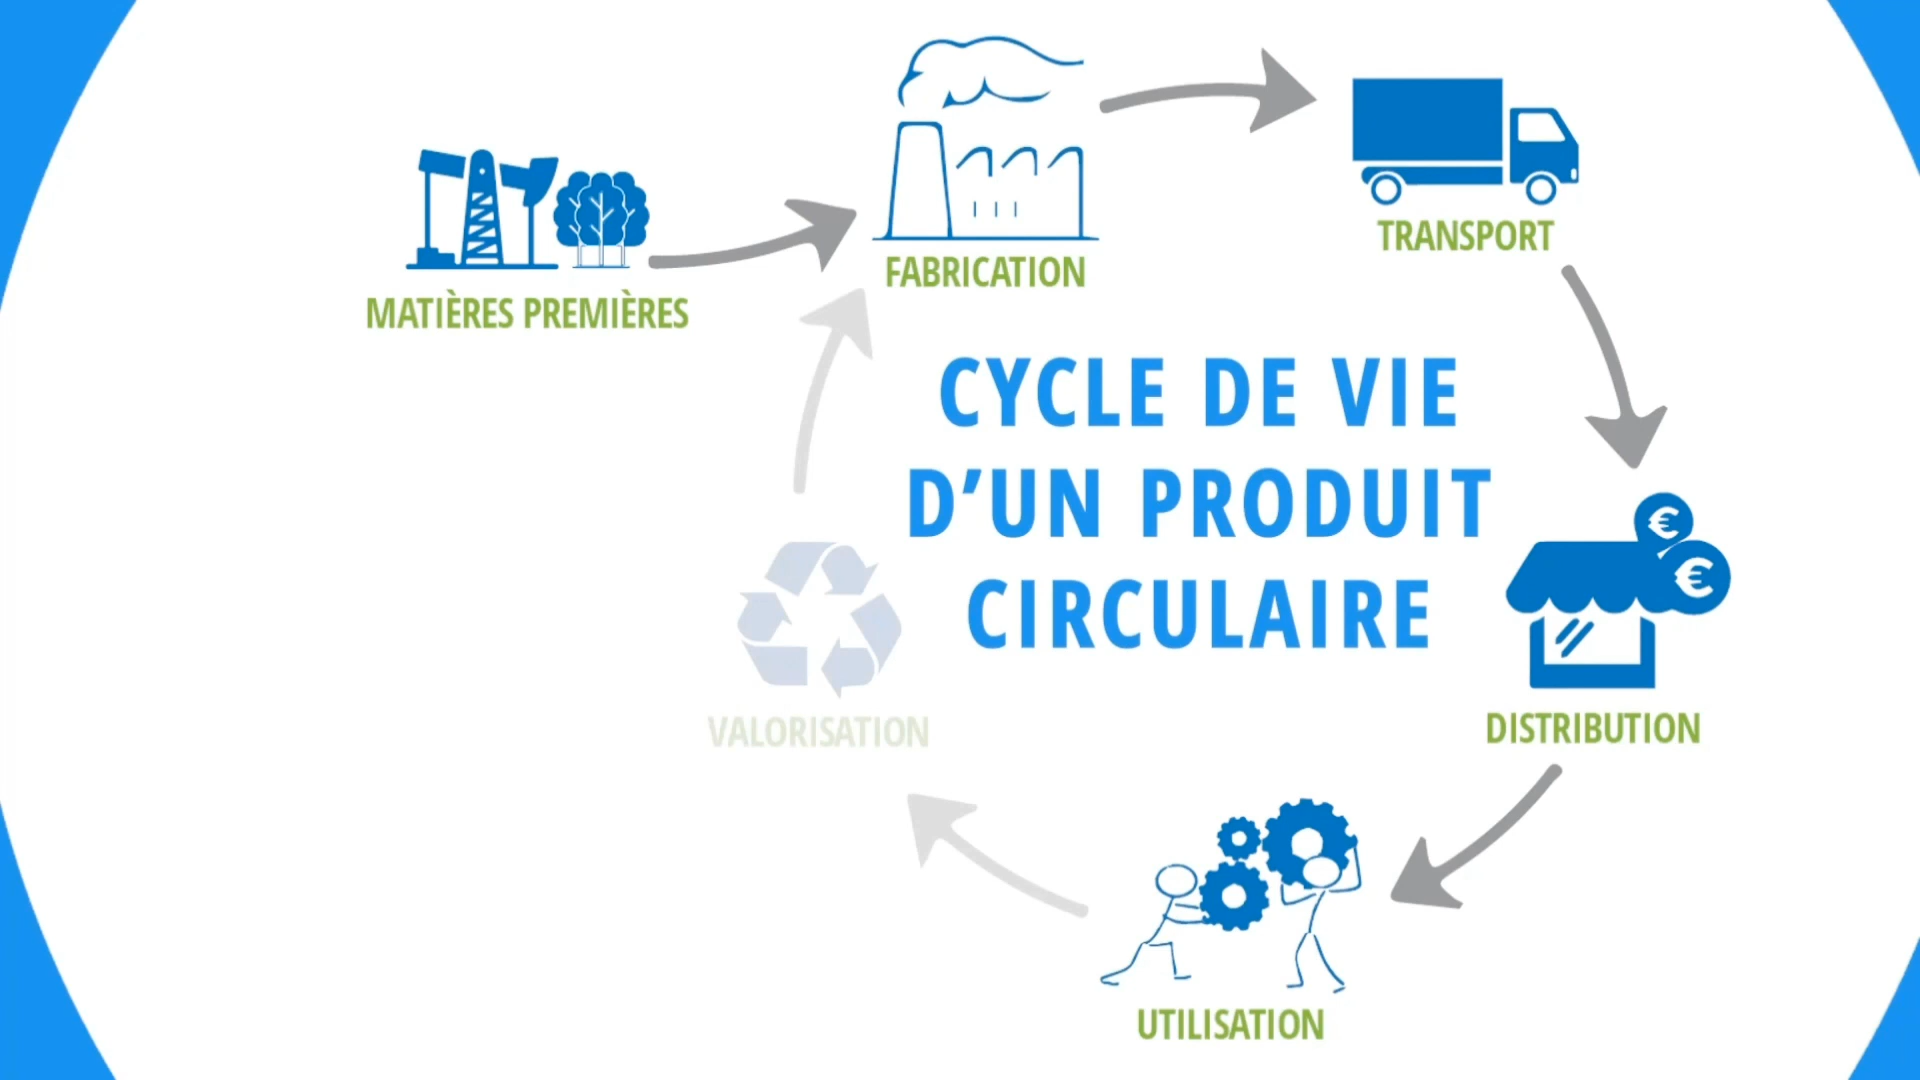 MATIÈRES PREMIÈRES
FABRICATION
TRANSPORT
CYCLE DE VIE
D’UN PRODUIT
CIRCULAIRE
€
€
DISTRIBUTION
VALORISATION
UTILISATION